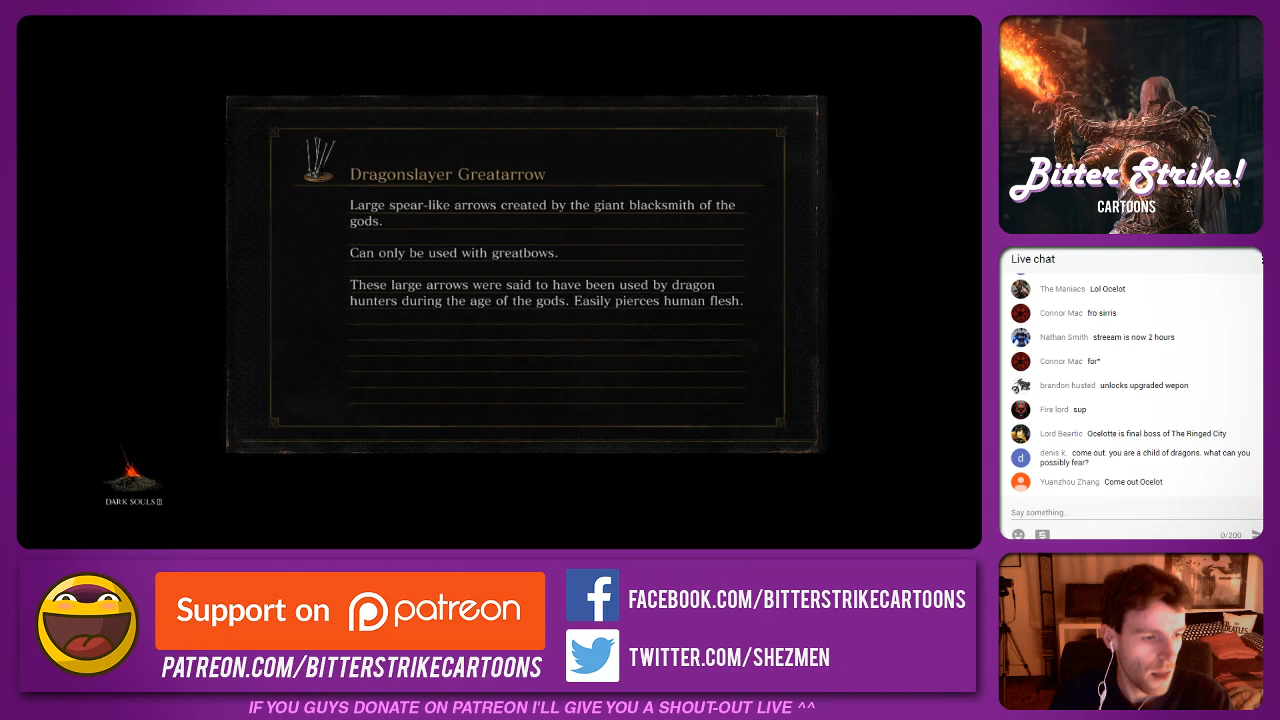 Dragonslayer Greatarrow
Large spear-like arrows created by the giant blacksmith of the
gods.
Can only be used with greatbows.
These large arrows were said to have been used by dragon
hunters during the age of the gods. Easily pierces human flesh.
DARK SOULS III
Bitter Strike!
CARTOONS
Live chat
The Maniacs Lol Ocelot
Connor Mac fro sirris
Nathan Smith streeam is now 2 hours
Connor Mac for*
brandon husted unlocks upgraded wepon
Fire lord sup
Lord Beartic Ocelotte is final boss of The Ringed City
denis k. come out. you are a child of dragons. what can you
possibly fear?
Yuanzhou Zhang Come out Ocelot
Say something...
0/200
Support on patreon
PATREON.COM/BITTERSTRIKECARTOONS
FACEBOOK.COM/BITTERSTRIKECARTOONS
TWITTER.COM/SHEZMEN
IF YOU GUYS DONATE ON PATREON I'LL GIVE YOU A SHOUT-OUT LIVE ^^